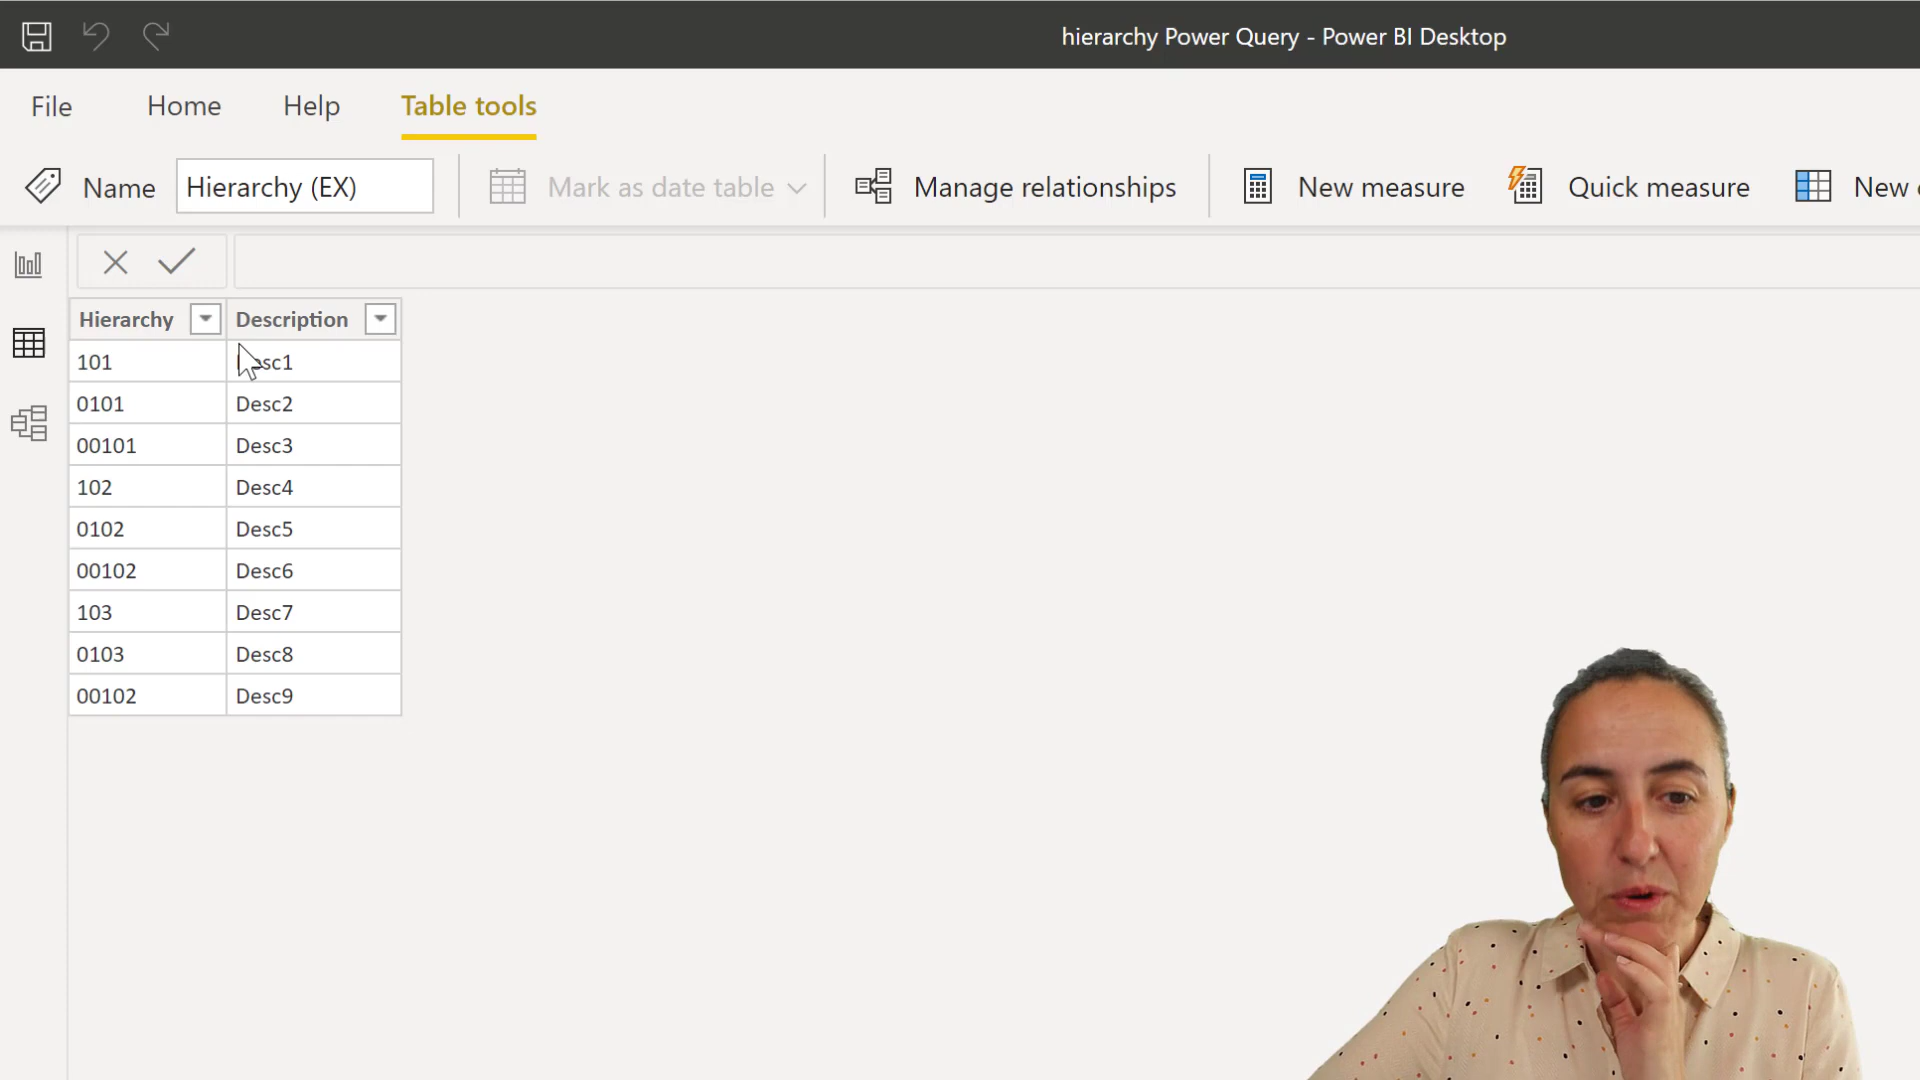 hierarchy Power Query - Power BI Desktop
File Home Help Table tools
Name Hierarchy (EX) Mark as date table Manage relationships New measure Quick measure New
Hierarchy Description
101 Desc1
0101 Desc2
00101 Desc3
102 Desc4
0102 Desc5
00102 Desc6
103 Desc7
0103 Desc8
00102 Desc9